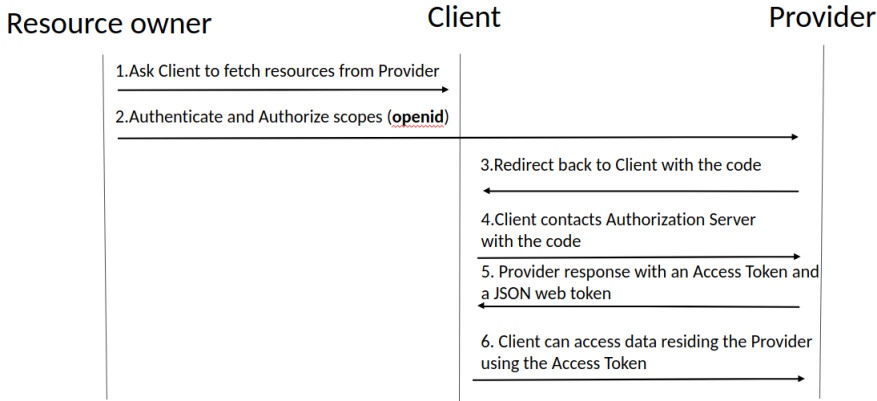 Resource owner
Client
Provider
1.Ask Client to fetch resources from Provider
2.Authenticate and Authorize scopes (openid)
3.Redirect back to Client with the code
4.Client contacts Authorization Server
with the code
5. Provider response with an Access Token and
a JSON web token
6. Client can access data residing the Provider
using the Access Token